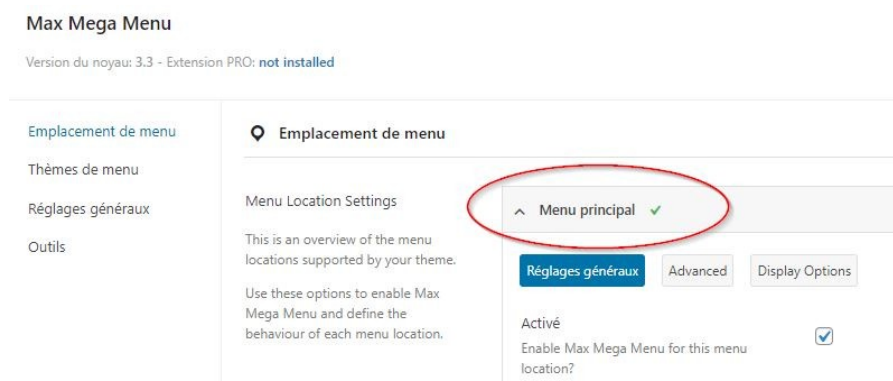 Max Mega Menu
Version du noyau: 3.3 - Extension PRO: not installed
Emplacement de menu
Thèmes de menu
Réglages généraux
Outils
Emplacement de menu
Menu Location Settings
This is an overview of the menu
locations supported by your theme.
Use these options to enable Max
Mega Menu and define the
behaviour of each menu location.
Menu principal
Réglages généraux
Advanced
Display Options
Activé
Enable Max Mega Menu for this menu
location?